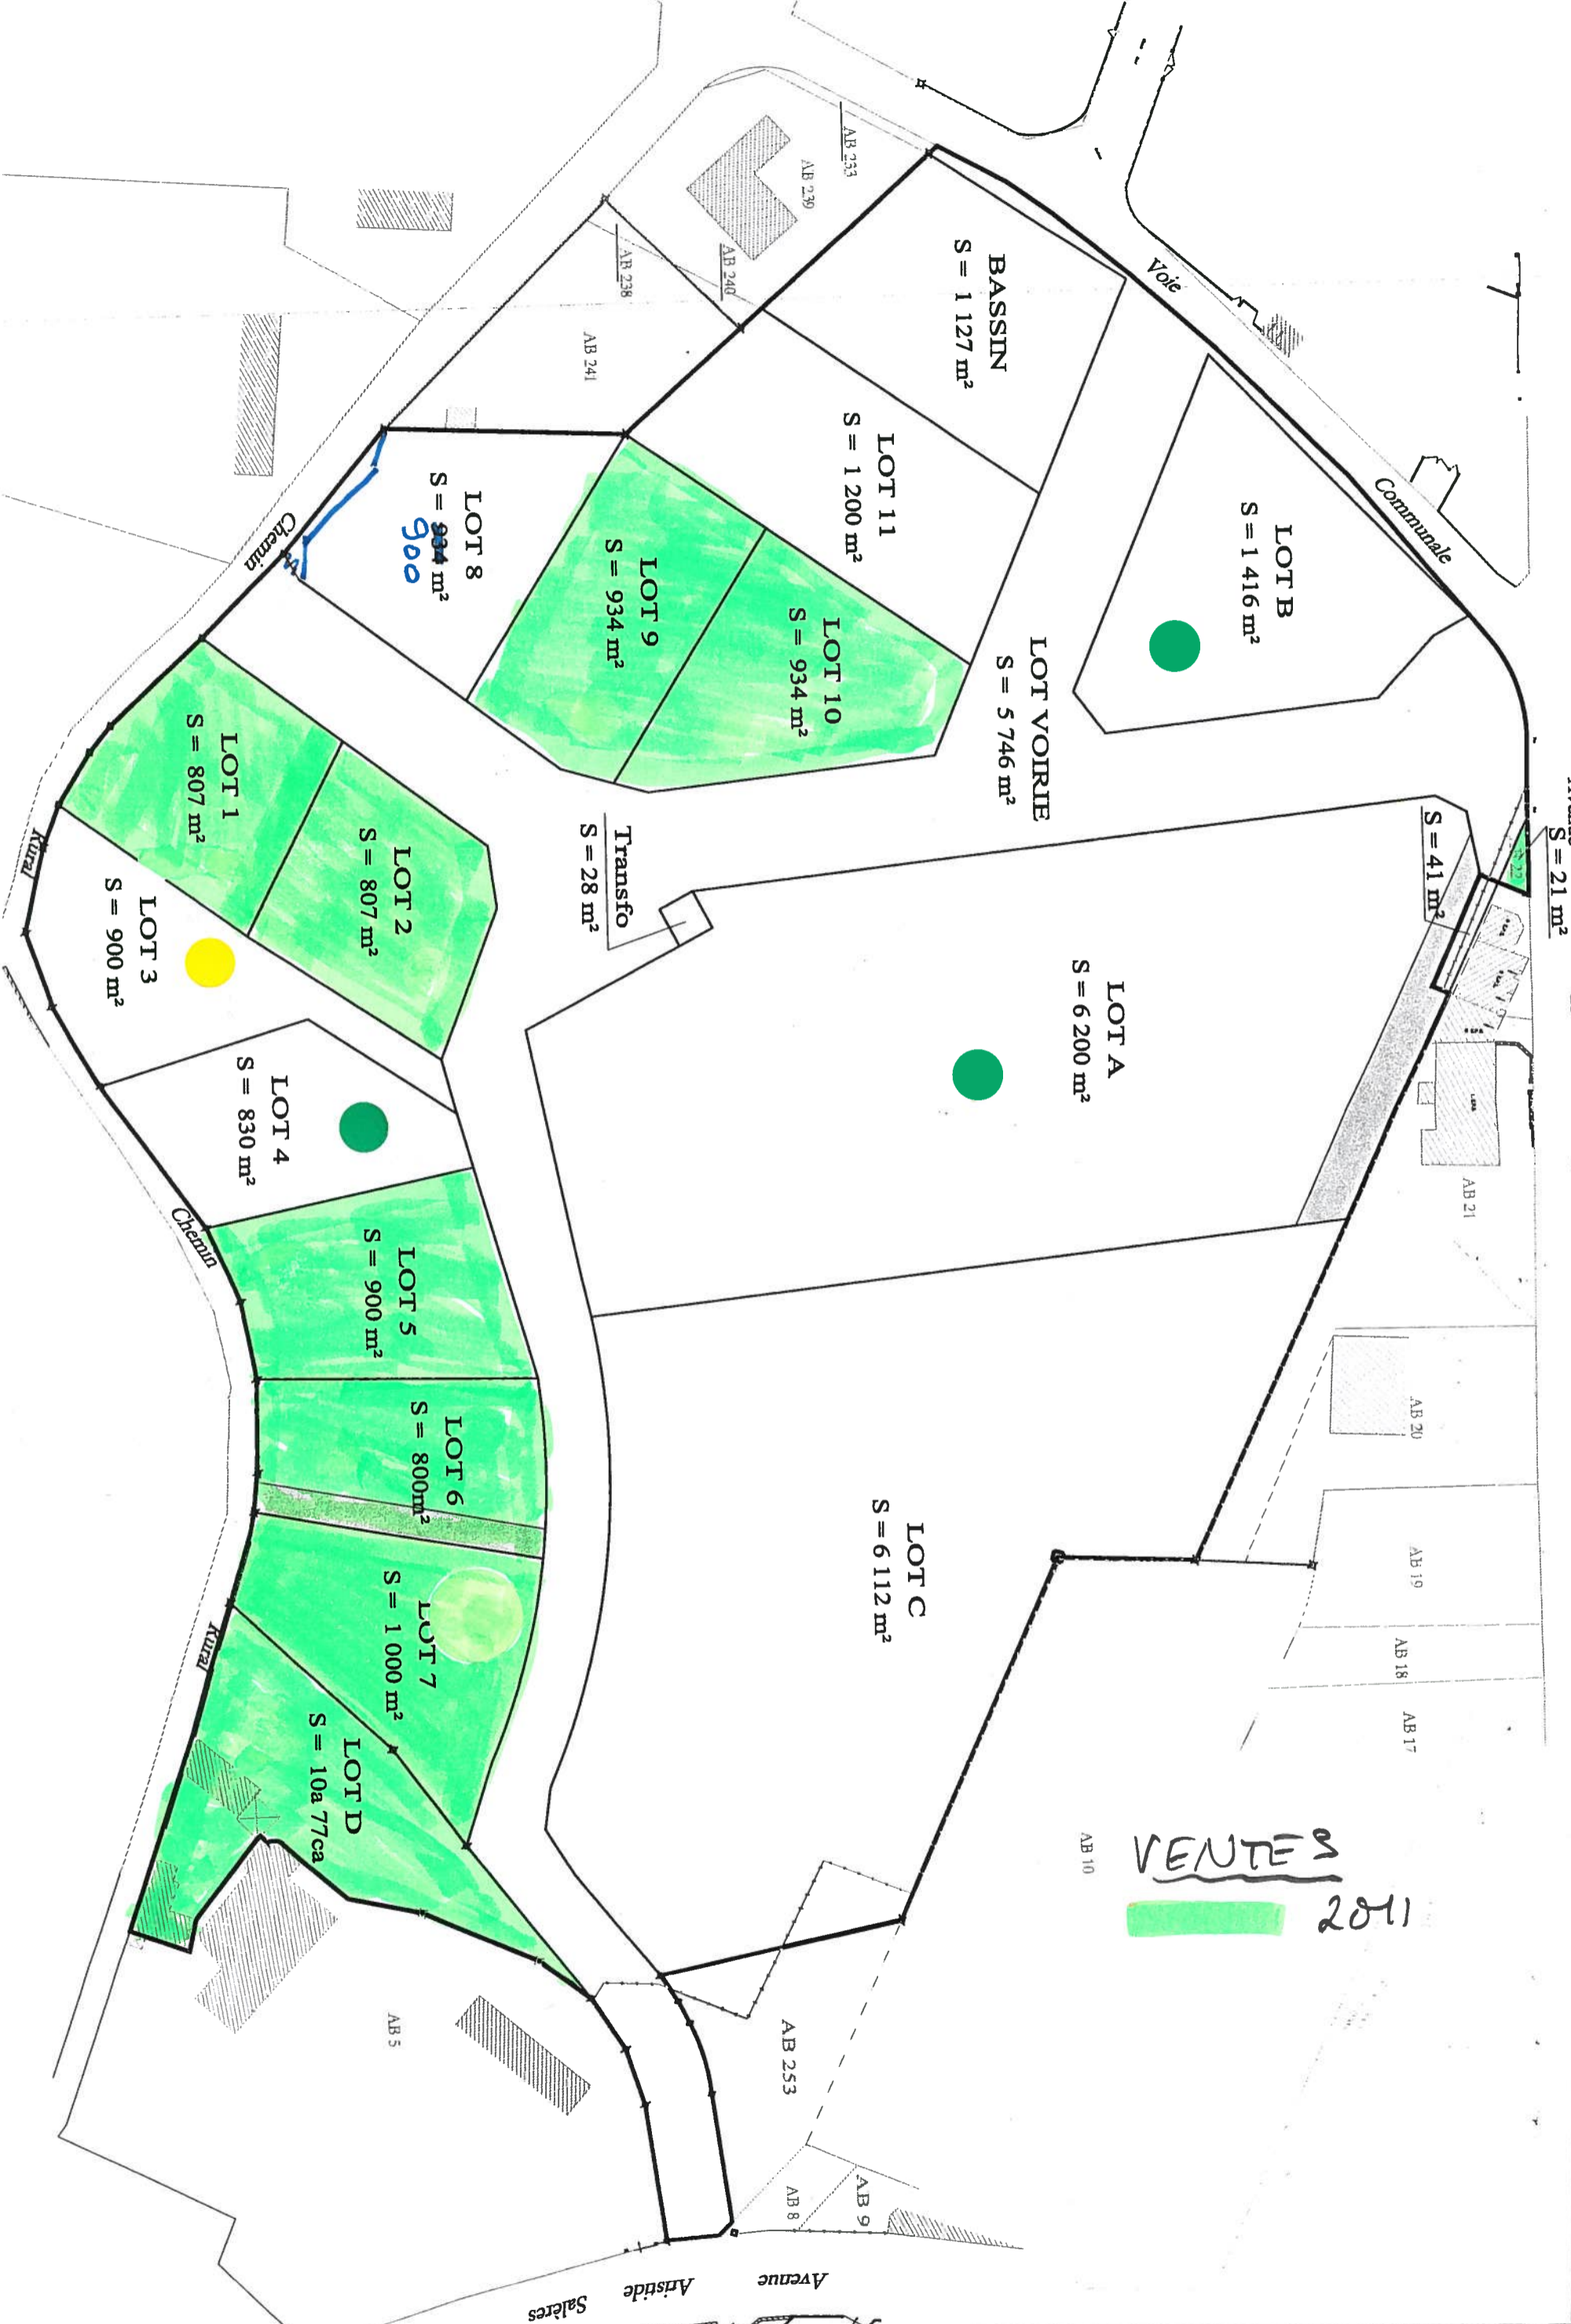 AB 233
AB 239
AB 240
AB 238
AB 241
BASSIN
S = 1 127 m²
Voie
Communale
LOT 11
S = 1 200 m²
LOT B
S = 1 416 m²
LOT 8
S = 934 m²
900
LOT 9
S = 934 m²
LOT 10
S = 934 m²
LOT VOIRIE
S = 5 746 m²
Chemin
Rural
LOT 1
S = 807 m²
LOT 2
S = 807 m²
Transfo
S = 28 m²
S = 41 m²
S = 21 m²
LOT 3
S = 900 m²
LOT 4
S = 830 m²
LOT A
S = 6 200 m²
AB 21
Chemin
Rural
LOT 5
S = 900 m²
LOT 6
S = 800m²
LOT 7
S = 1 000 m²
LOT D
S = 10a 77ca
LOT C
S = 6 112 m²
AB 20
AB 19
AB 18
AB 17
AB 10
VENTES
2011
AB 5
AB 253
AB 8
AB 9
Avenue
Aristide
Salères